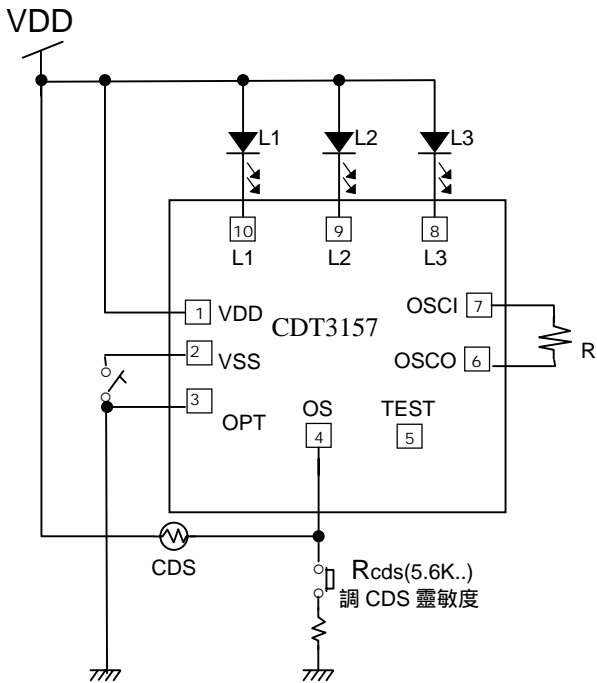 VDD
L1 L2 L3
10 9 8
L1 L2 L3
1 VDD
CDT3157
OSCI 7
R
2 VSS
OSCO 6
3 OPT
OS
4
TEST
5
CDS
Rcds(5.6K..)
調 CDS 靈敏度